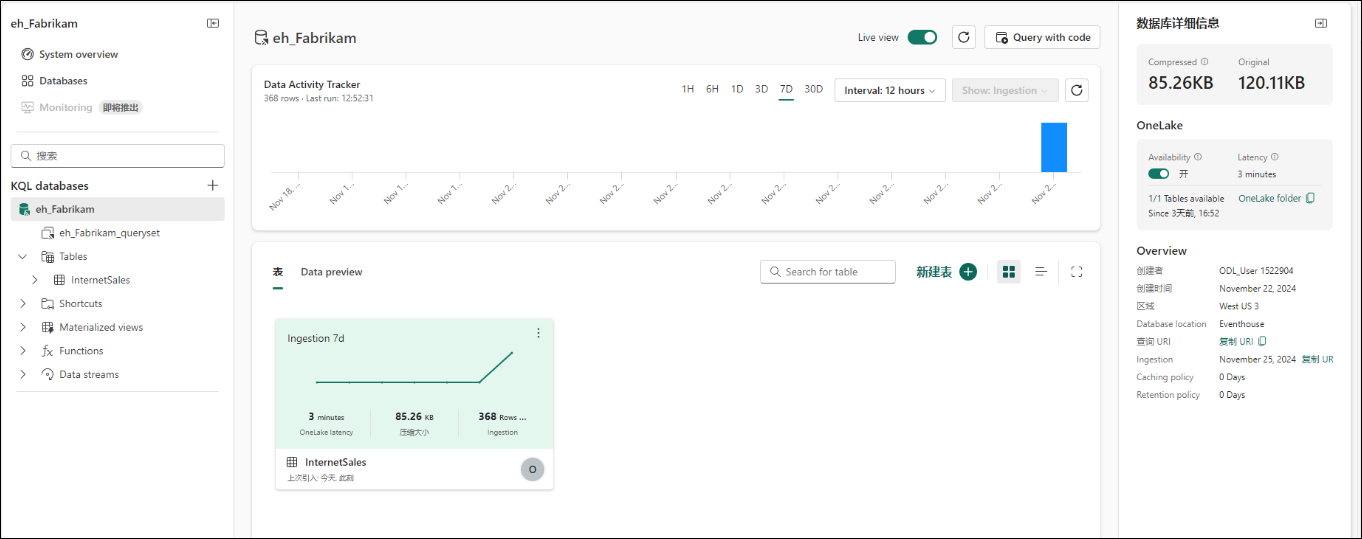 eh_Fabrikam
System overview
Databases
Monitoring 即将推出
搜索
KQL databases
eh_Fabrikam
eh_Fabrikam_queryset
Tables
InternetSales
Shortcuts
Materialized views
Functions
Data streams
eh_Fabrikam
Live view
Query with code
Data Activity Tracker
368 rows · Last run: 12:52:31
1H 6H 1D 3D 7D 30D
Interval: 12 hours
Show: Ingestion
Nov 18, ... Nov 1... Nov 1... Nov 1... Nov 2... Nov 2... Nov 2... Nov 2... Nov 2... Nov 2... Nov 2... Nov 2... Nov 2... Nov 2... Nov 2...
表 Data preview
Search for table
新建表
Ingestion 7d
3 minutes 85.26 KB 368 Rows ...
OneLake latency 压缩大小 Ingestion
InternetSales
上次引入: 今天, 此刻
O
数据库详细信息
Compressed Original
85.26KB 120.11KB
OneLake
Availability Latency
开 3 minutes
1/1 Tables available OneLake folder
Since 3天前, 16:52
Overview
创建者 ODL_User 1522904
创建时间 November 22, 2024
区域 West US 3
Database location Eventhouse
查询 URI 复制 URI
Ingestion November 25, 2024 复制 UR
Caching policy 0 Days
Retention policy 0 Days